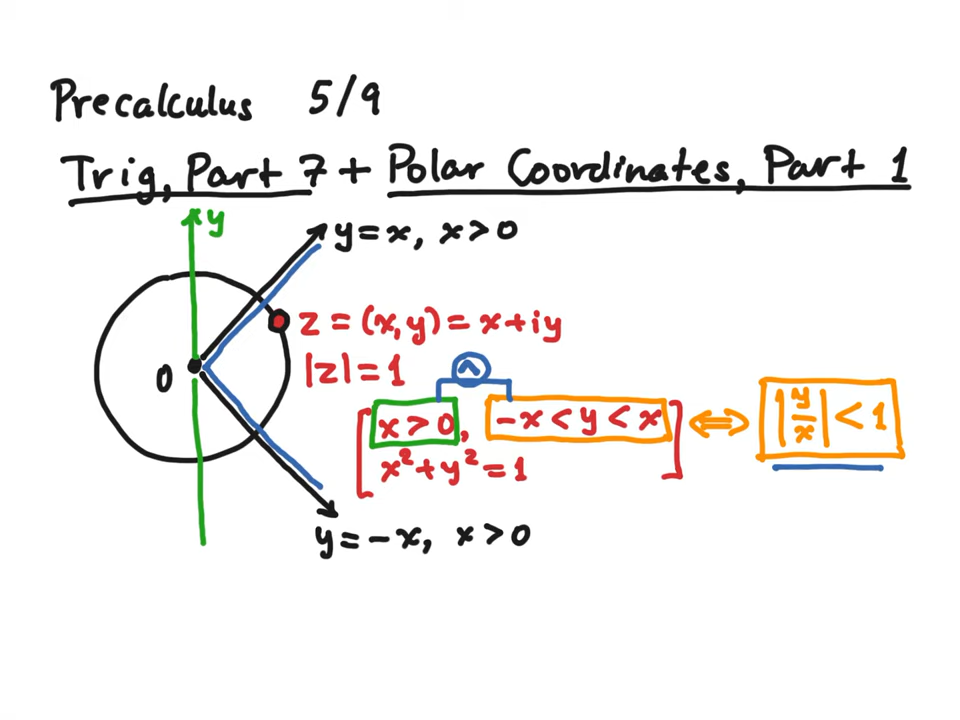 Precalculus 5/9
Trig, Part 7 + Polar Coordinates, Part 1
y
y = x, x > 0
z = (x, y) = x + iy
0
|z| = 1
^
[x > 0, -x < y < x] ⇔ |y/x| < 1
x² + y² = 1
y = -x, x > 0